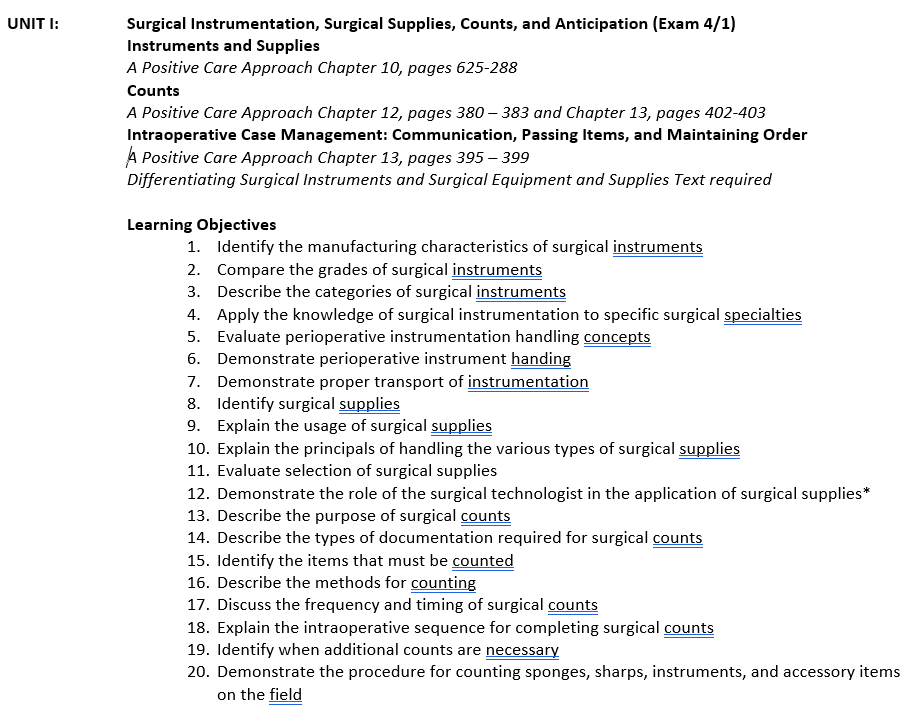 UNIT I: Surgical Instrumentation, Surgical Supplies, Counts, and Anticipation (Exam 4/1)
Instruments and Supplies
A Positive Care Approach Chapter 10, pages 625-288
Counts
A Positive Care Approach Chapter 12, pages 380 – 383 and Chapter 13, pages 402-403
Intraoperative Case Management: Communication, Passing Items, and Maintaining Order
A Positive Care Approach Chapter 13, pages 395 – 399
Differentiating Surgical Instruments and Surgical Equipment and Supplies Text required
Learning Objectives
1. Identify the manufacturing characteristics of surgical instruments
2. Compare the grades of surgical instruments
3. Describe the categories of surgical instruments
4. Apply the knowledge of surgical instrumentation to specific surgical specialties
5. Evaluate perioperative instrumentation handling concepts
6. Demonstrate perioperative instrument handing
7. Demonstrate proper transport of instrumentation
8. Identify surgical supplies
9. Explain the usage of surgical supplies
10. Explain the principals of handling the various types of surgical supplies
11. Evaluate selection of surgical supplies
12. Demonstrate the role of the surgical technologist in the application of surgical supplies*
13. Describe the purpose of surgical counts
14. Describe the types of documentation required for surgical counts
15. Identify the items that must be counted
16. Describe the methods for counting
17. Discuss the frequency and timing of surgical counts
18. Explain the intraoperative sequence for completing surgical counts
19. Identify when additional counts are necessary
20. Demonstrate the procedure for counting sponges, sharps, instruments, and accessory items
on the field